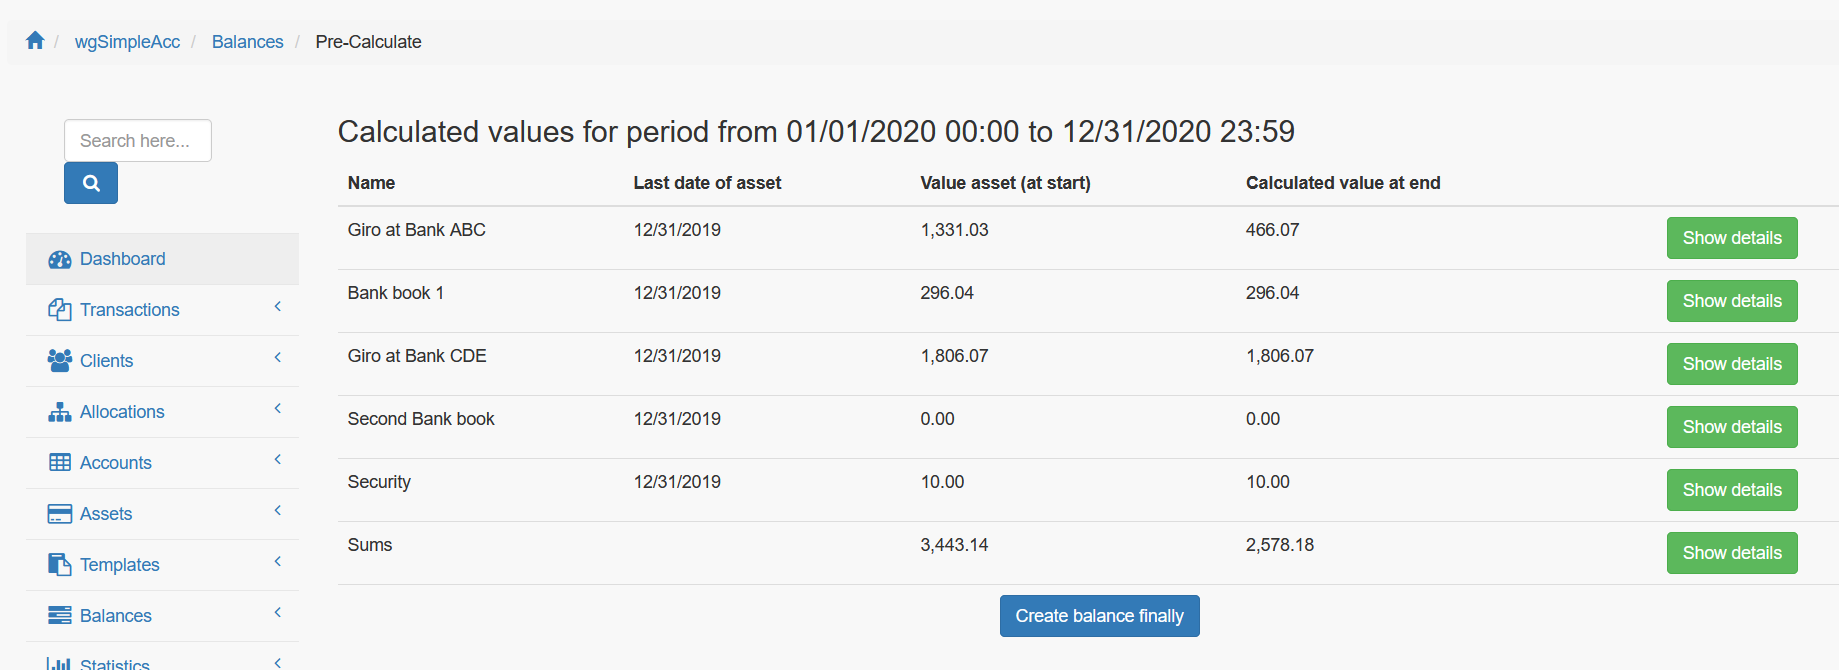 / wgSimpleAcc / Balances / Pre-Calculate
Search here...
Dashboard
Transactions
Clients
Allocations
Accounts
Assets
Templates
Balances
Statistics
Calculated values for period from 01/01/2020 00:00 to 12/31/2020 23:59
Name Last date of asset Value asset (at start) Calculated value at end
Giro at Bank ABC 12/31/2019 1,331.03 466.07 Show details
Bank book 1 12/31/2019 296.04 296.04 Show details
Giro at Bank CDE 12/31/2019 1,806.07 1,806.07 Show details
Second Bank book 12/31/2019 0.00 0.00 Show details
Security 12/31/2019 10.00 10.00 Show details
Sums 3,443.14 2,578.18 Show details
Create balance finally